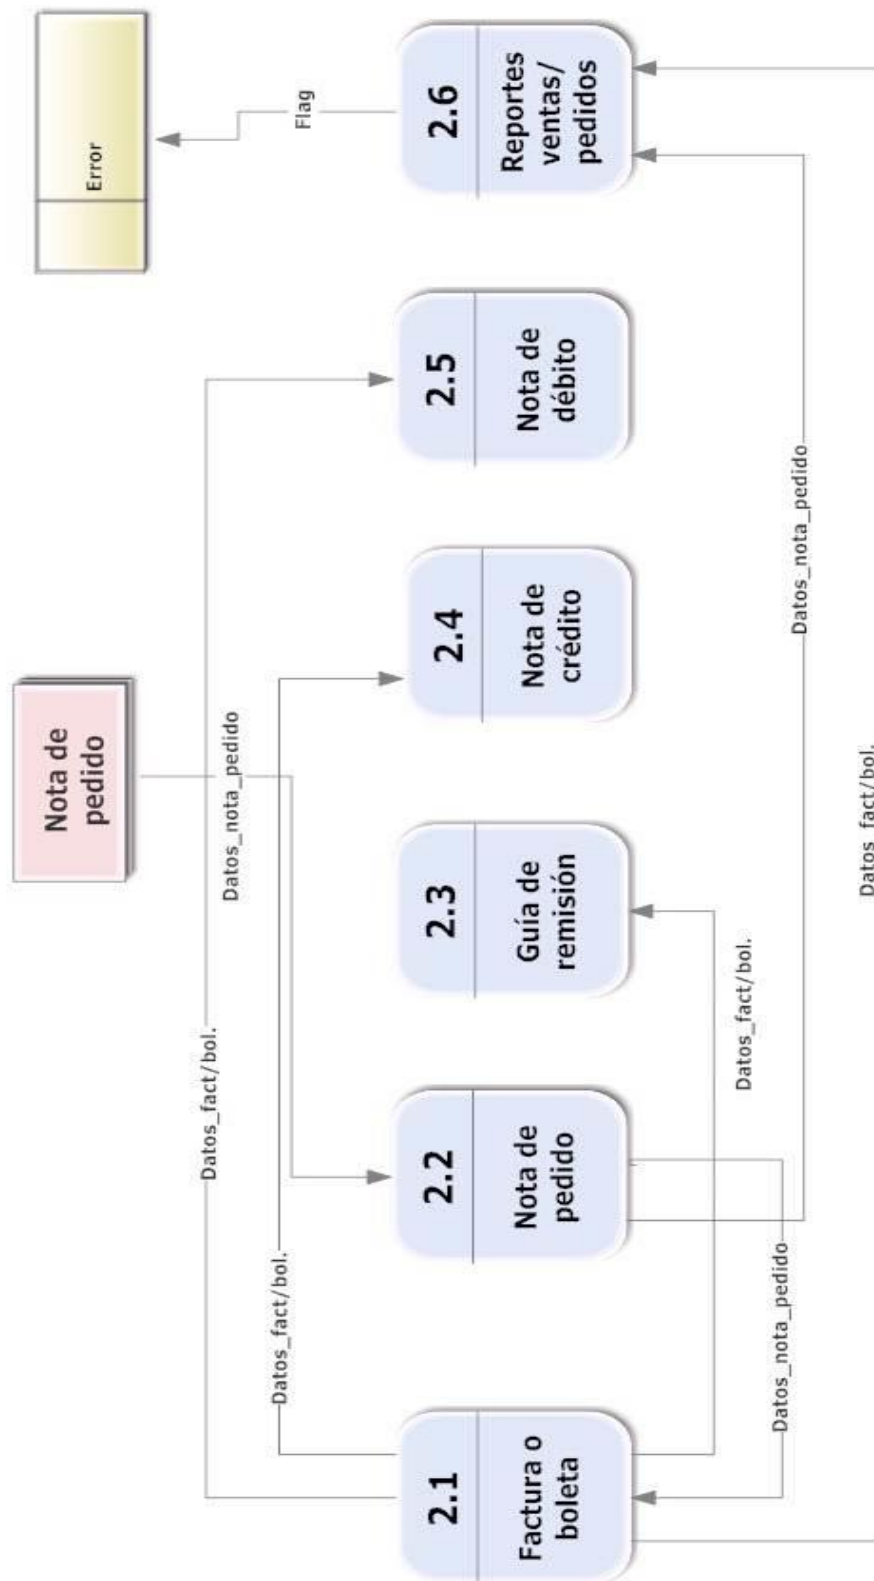 Nota de
pedido
Error
Flag
Datos_fact/bol.
Datos_nota_pedido
Datos_fact/bol.
2.1
Factura o
boleta
2.2
Nota de
pedido
2.3
Guía de
remisión
2.4
Nota de
crédito
2.5
Nota de
débito
2.6
Reportes
ventas/
pedidos
Datos_fact/bol.
Datos_nota_pedido
Datos_nota_pedido
Datos_fact/bol.